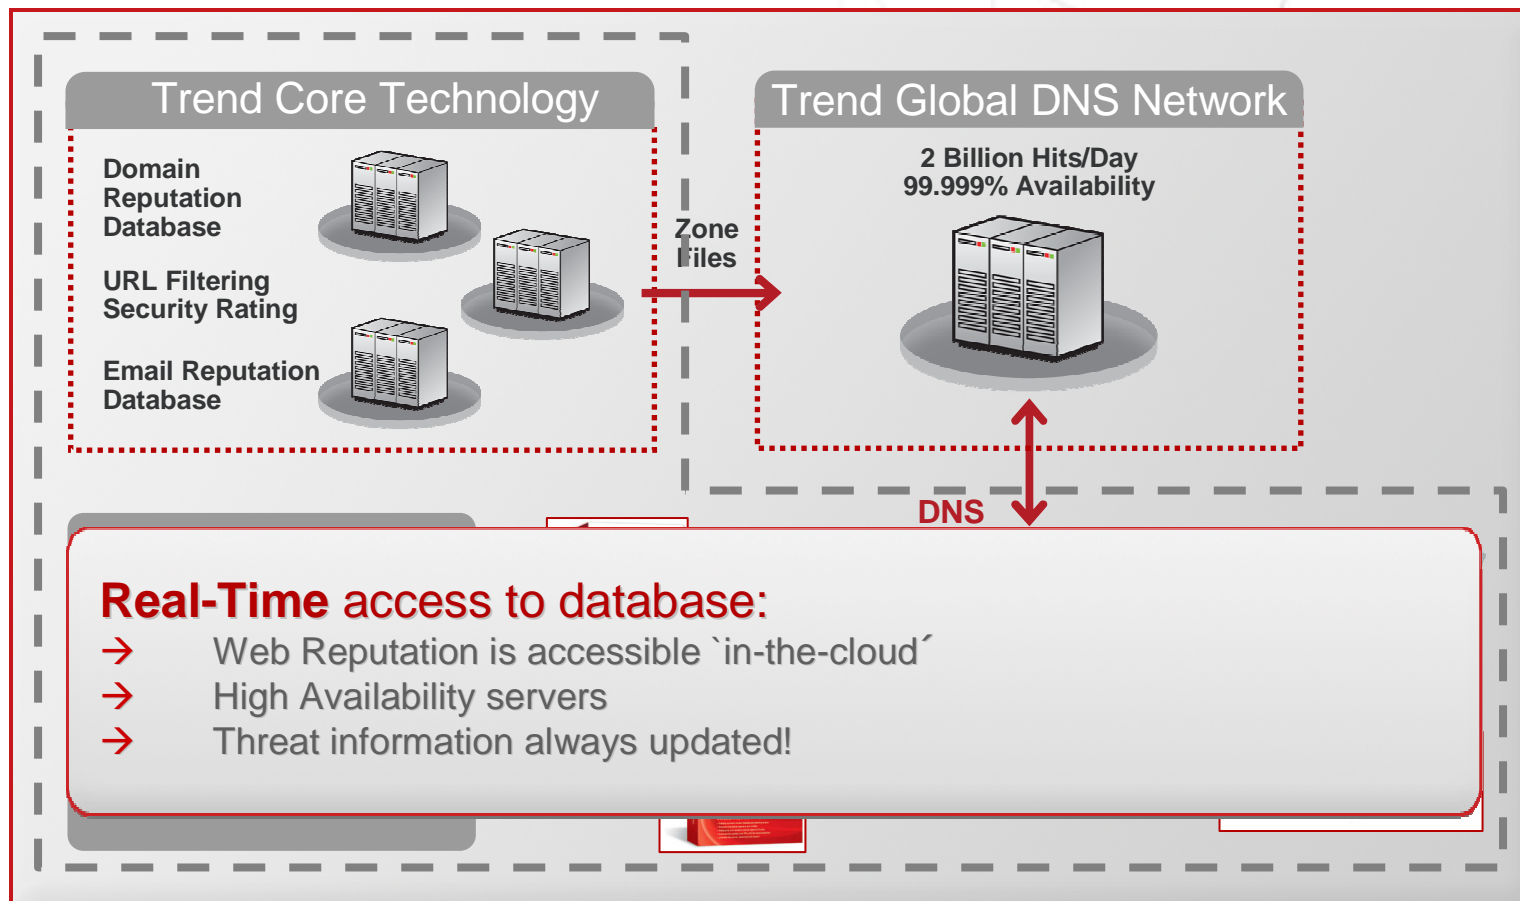 Trend Core Technology
Domain
Reputation
Database
URL Filtering
Security Rating
Email Reputation
Database
Zone
Files
Trend Global DNS Network
2 Billion Hits/Day
99.999% Availability
DNS
Real-Time access to database:
→ Web Reputation is accessible `in-the-cloud´
→ High Availability servers
→ Threat information always updated!